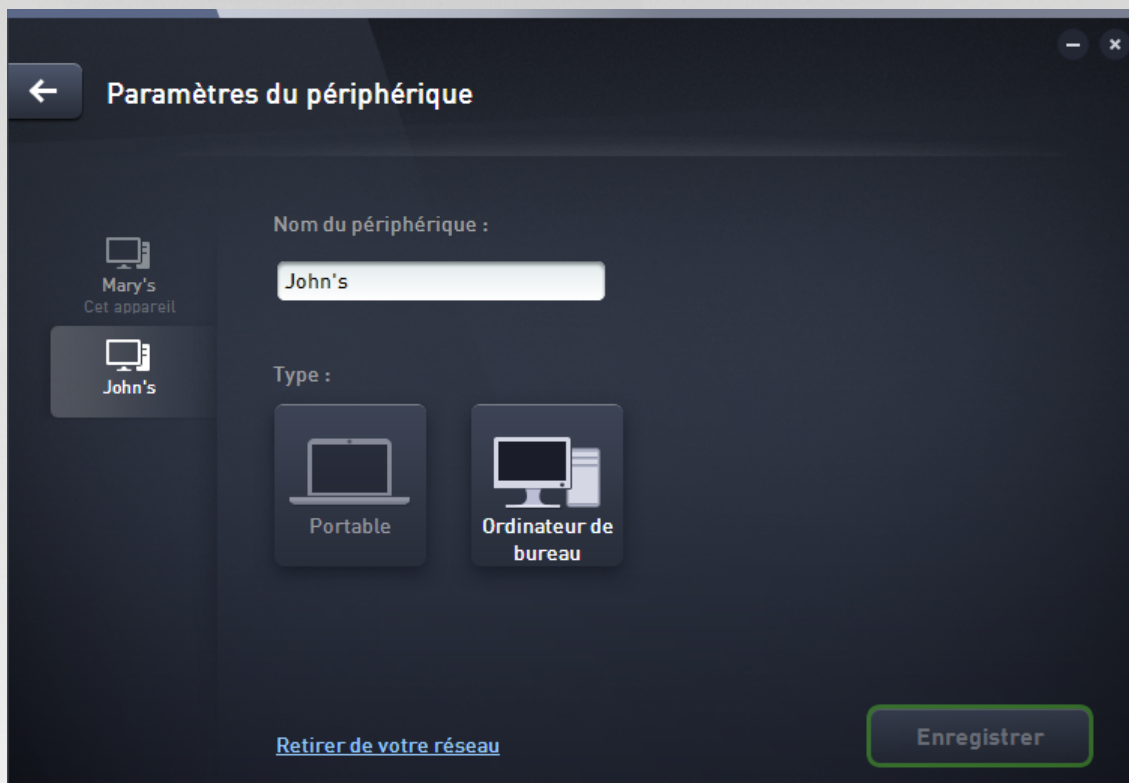 Paramètres du périphérique
Mary's
Cet appareil
John's
Nom du périphérique :
John's
Type :
Portable
Ordinateur de
bureau
Retirer de votre réseau
Enregistrer